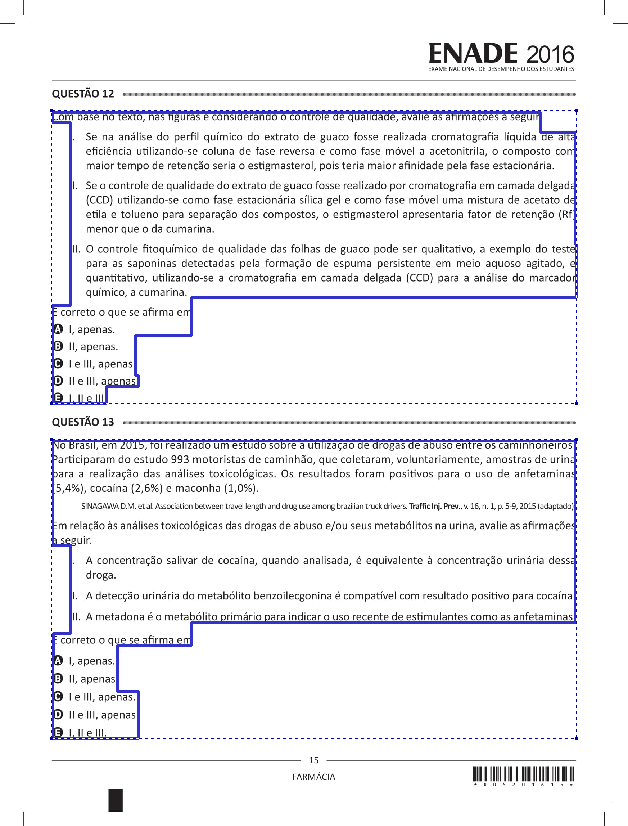 ENADE 2016
EXAME NACIONAL DE DESEMPENHO DOS ESTUDANTES
QUESTÃO 12
Com base no texto, nas figuras e considerando o controle de qualidade, avalie as afirmações a seguir.
I. Se na análise do perfil químico do extrato de guaco fosse realizada cromatografia líquida de alta
eficiência utilizando-se coluna de fase reversa e como fase móvel a acetonitrila, o composto com
maior tempo de retenção seria o estigmasterol, pois teria maior afinidade pela fase estacionária.
II. Se o controle de qualidade do extrato de guaco fosse realizado por cromatografia em camada delgada
(CCD) utilizando-se como fase estacionária sílica gel e como fase móvel uma mistura de acetato de
etila e tolueno para separação dos compostos, o estigmasterol apresentaria fator de retenção (Rf)
menor que o da cumarina.
III. O controle fitoquímico de qualidade das folhas de guaco pode ser qualitativo, a exemplo do teste
para as saponinas detectadas pela formação de espuma persistente em meio aquoso agitado, e
quantitativo, utilizando-se a cromatografia em camada delgada (CCD) para a análise do marcador
químico, a cumarina.
É correto o que se afirma em
A I, apenas.
B II, apenas.
C I e III, apenas.
D II e III, apenas.
E I, II e III.
QUESTÃO 13
No Brasil, em 2015, foi realizado um estudo sobre a utilização de drogas de abuso entre os caminhoneiros.
Participaram do estudo 993 motoristas de caminhão, que coletaram, voluntariamente, amostras de urina
para a realização das análises toxicológicas. Os resultados foram positivos para o uso de anfetaminas
(5,4%), cocaína (2,6%) e maconha (1,0%).
SINAGAWA D.M. et al. Association between travel length and drug use among brazilian truck drivers. Traffic Inj. Prev., v. 16, n. 1, p. 5-9, 2015 (adaptado).
Em relação às análises toxicológicas das drogas de abuso e/ou seus metabólitos na urina, avalie as afirmações
a seguir.
I. A concentração salivar de cocaína, quando analisada, é equivalente à concentração urinária dessa
droga.
II. A detecção urinária do metabólito benzoilecgonina é compatível com resultado positivo para cocaína.
III. A metadona é o metabólito primário para indicar o uso recente de estimulantes como as anfetaminas.
É correto o que se afirma em
A I, apenas.
B II, apenas.
C I e III, apenas.
D II e III, apenas.
E I, II e III.
15
FARMÁCIA